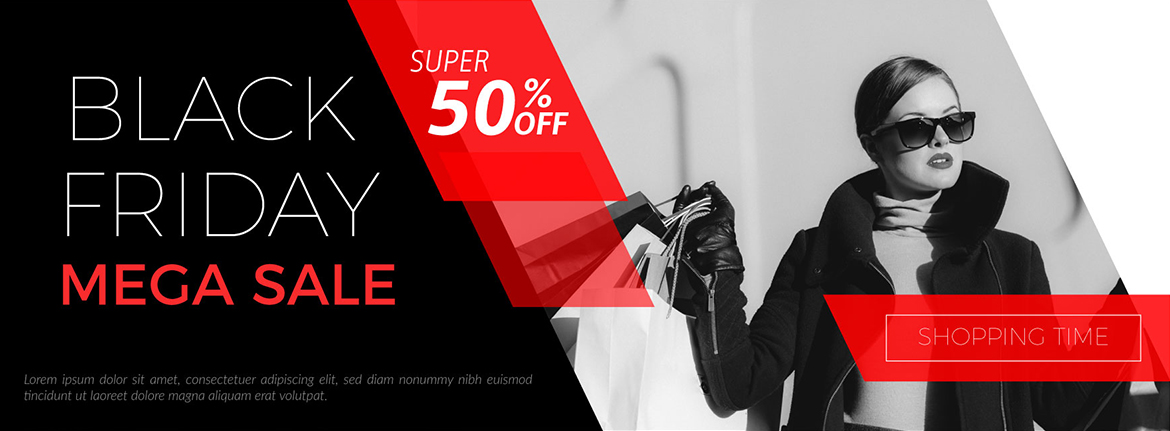 BLACK
FRIDAY
MEGA SALE
SUPER
50% OFF
Lorem ipsum dolor sit amet, consectetuer adipiscing elit, sed diam nonummy nibh euismod
tincidunt ut laoreet dolore magna aliquam erat volutpat.
SHOPPING TIME